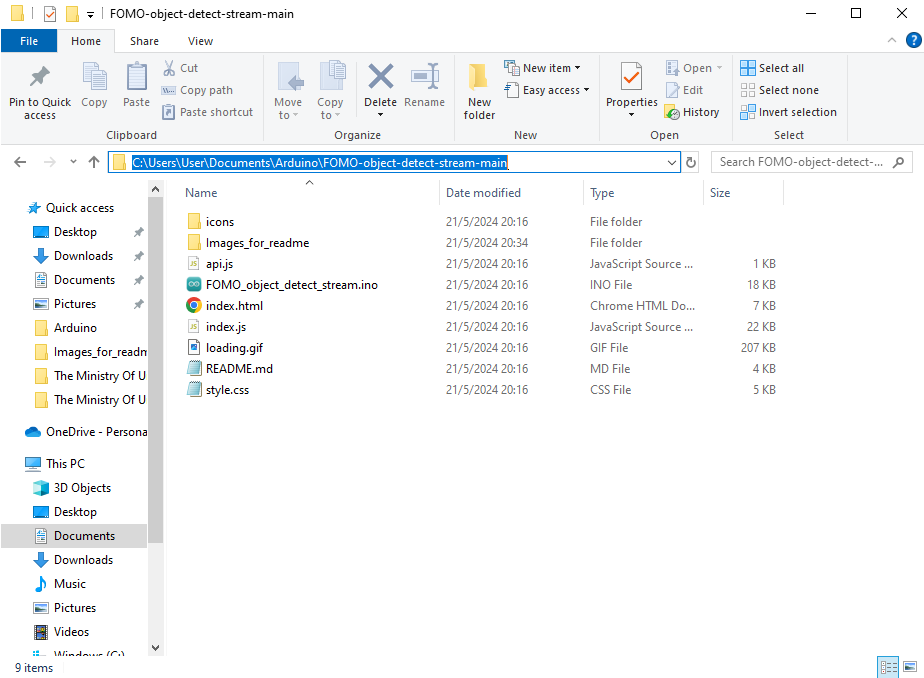 FOMO-object-detect-stream-main
File Home Share View
Pin to Quick access
Copy
Paste
Cut
Copy path
Paste shortcut
Clipboard
Move to
Copy to
Delete
Rename
Organize
New folder
New item
Easy access
New
Properties
Open
Edit
History
Open
Select all
Select none
Invert selection
Select
C:\Users\User\Documents\Arduino\FOMO-object-detect-stream-main
Search FOMO-object-detect-...
Quick access
Desktop
Downloads
Documents
Pictures
Arduino
Images_for_readm
The Ministry Of U
The Ministry Of U
OneDrive - Persona
This PC
3D Objects
Desktop
Documents
Downloads
Music
Pictures
Videos
Windows (C:)
Name Date modified Type Size
icons 21/5/2024 20:16 File folder
Images_for_readme 21/5/2024 20:34 File folder
api.js 21/5/2024 20:16 JavaScript Source ... 1 KB
FOMO_object_detect_stream.ino 21/5/2024 20:16 INO File 18 KB
index.html 21/5/2024 20:16 Chrome HTML Do... 7 KB
index.js 21/5/2024 20:16 JavaScript Source ... 22 KB
loading.gif 21/5/2024 20:16 GIF File 207 KB
README.md 21/5/2024 20:16 MD File 4 KB
style.css 21/5/2024 20:16 CSS File 5 KB
9 items